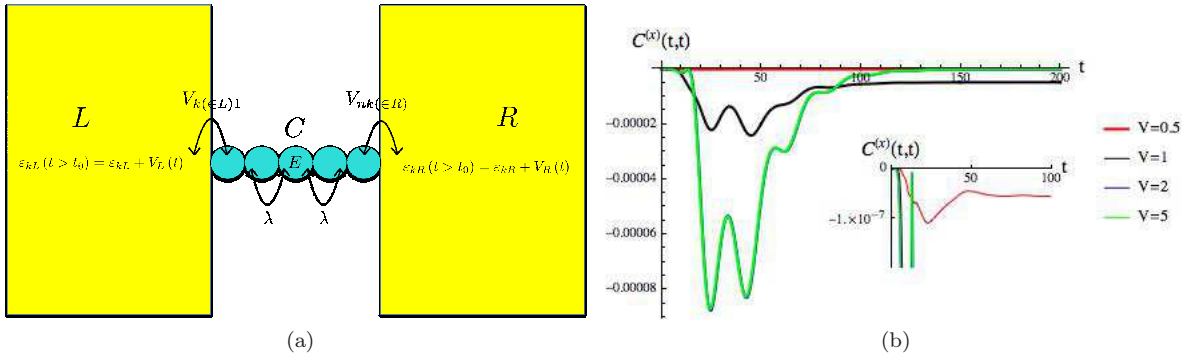 L
V_{k(∈L)1}
C
V_{nk(∈R)}
R
ε_{kL}(t > t_0) = ε_{kL} + V_L(t)
E
ε_{kR}(t > t_0) = ε_{kR} + V_R(t)
λ λ
(a)
C^{(x)}(t,t)
50 100 150 200 t
−0.00002
−0.00004
−0.00006
−0.00008
C^{(x)}(t,t)
t
0 50 100
−1.×10^{−7}
V=0.5
V=1
V=2
V=5
(b)